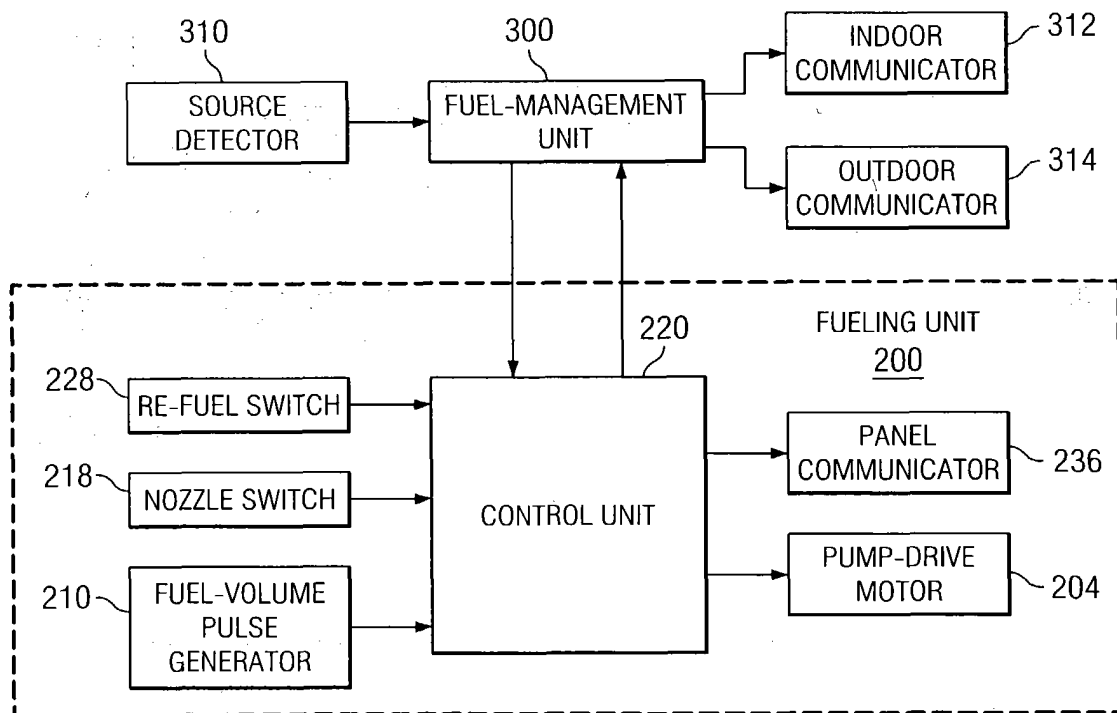 310
SOURCE
DETECTOR
300
FUEL-MANAGEMENT
UNIT
INDOOR
COMMUNICATOR
312
OUTDOOR
COMMUNICATOR
314
FUELING UNIT
200
220
228
RE-FUEL SWITCH
218
NOZZLE SWITCH
210
FUEL-VOLUME
PULSE
GENERATOR
CONTROL UNIT
PANEL
COMMUNICATOR
236
PUMP-DRIVE
MOTOR
204